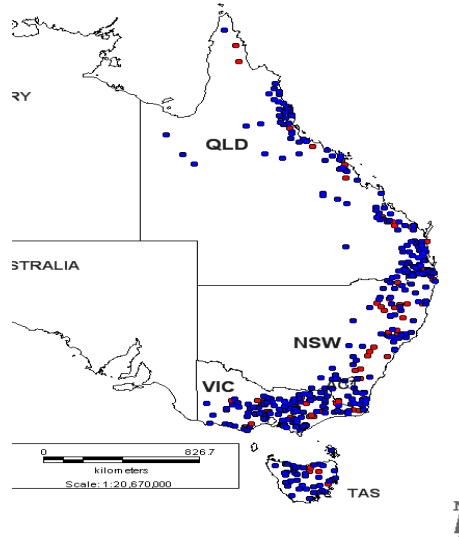 QLD
RY
STRALIA
NSW
VIC
ACT
0 826.7
kilometers
Scale: 1:20,670,000
TAS